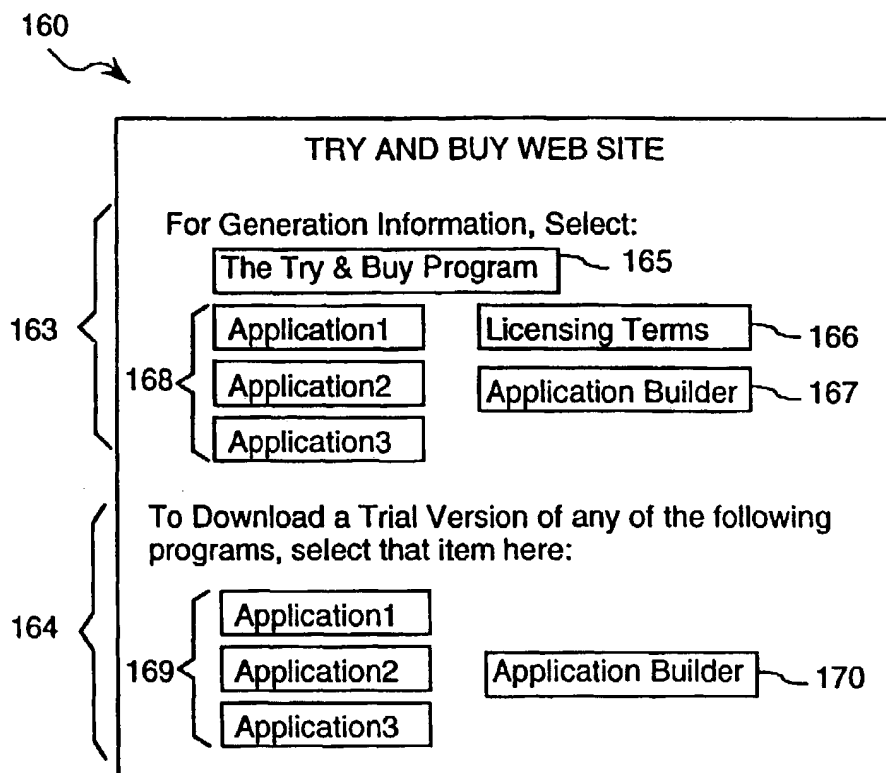 160
TRY AND BUY WEB SITE
For Generation Information, Select:
The Try & Buy Program 165
163
168
Application1 Licensing Terms 166
Application2 Application Builder 167
Application3
To Download a Trial Version of any of the following
programs, select that item here:
164
169
Application1
Application2 Application Builder 170
Application3